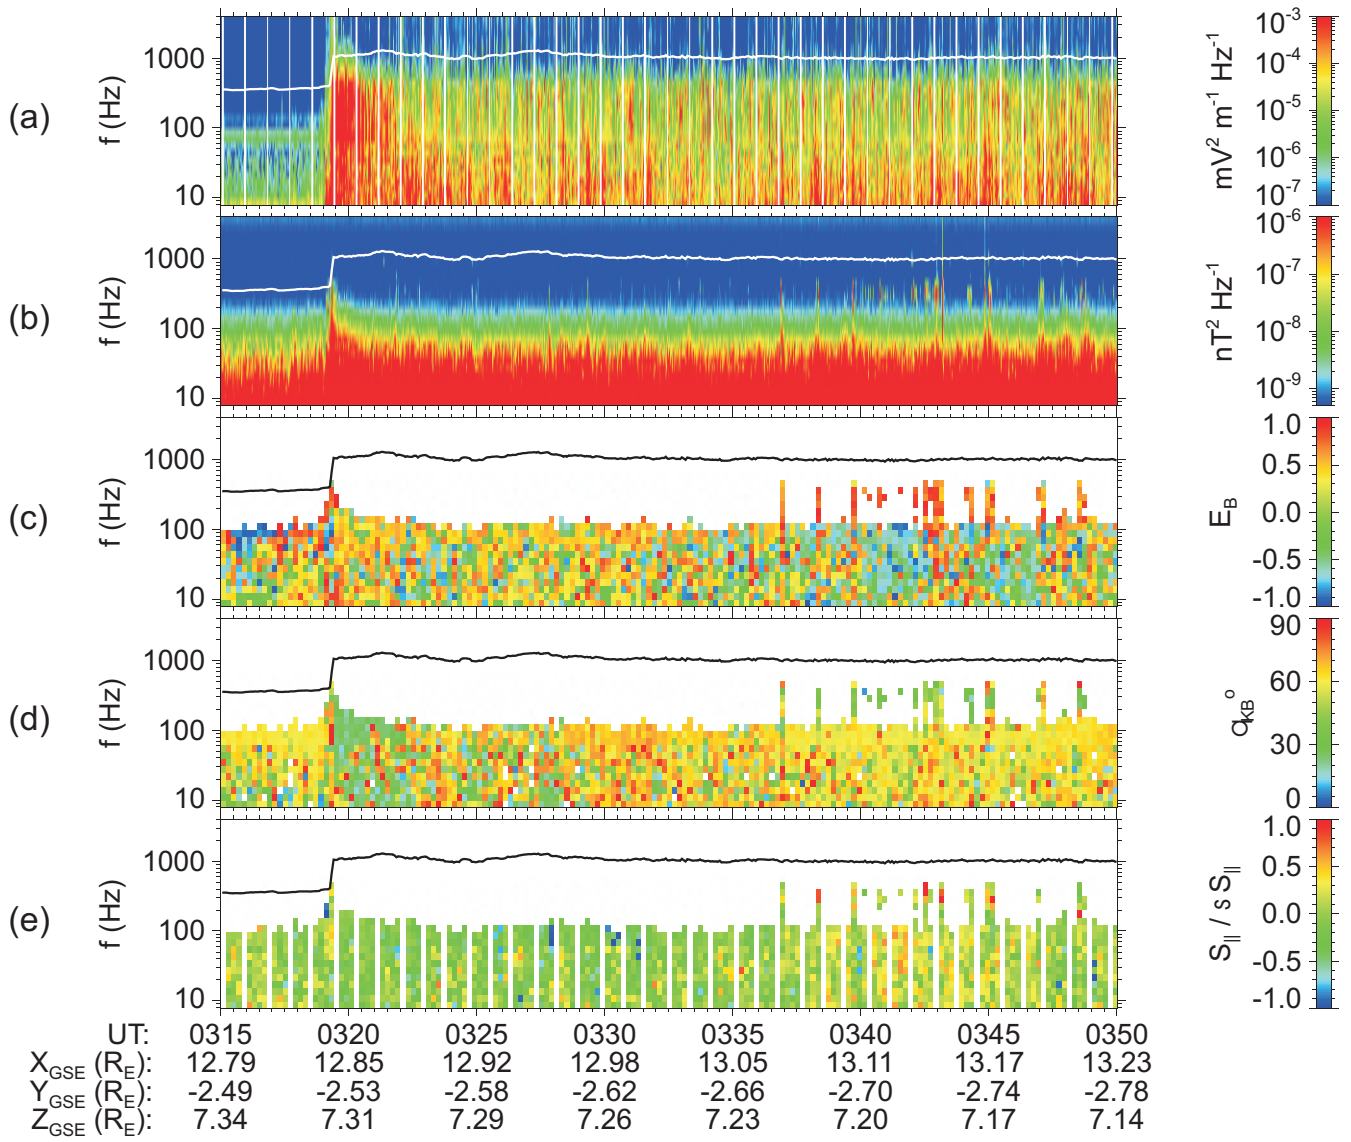 (a)
f (Hz)
1000
100
10
10-3
10-4
10-5
10-6
10-7
mV2 m-1 Hz-1
(b)
f (Hz)
1000
100
10
10-6
10-7
10-8
10-9
nT2 Hz-1
(c)
f (Hz)
1000
100
10
1.0
0.5
0.0
-0.5
-1.0
EB
(d)
f (Hz)
1000
100
10
90
60
30
0
qKBo
(e)
f (Hz)
1000
100
10
1.0
0.5
0.0
-0.5
-1.0
S|| / s S||
UT: 0315 0320 0325 0330 0335 0340 0345 0350
XGSE (RE): 12.79 12.85 12.92 12.98 13.05 13.11 13.17 13.23
YGSE (RE): -2.49 -2.53 -2.58 -2.62 -2.66 -2.70 -2.74 -2.78
ZGSE (RE): 7.34 7.31 7.29 7.26 7.23 7.20 7.17 7.14